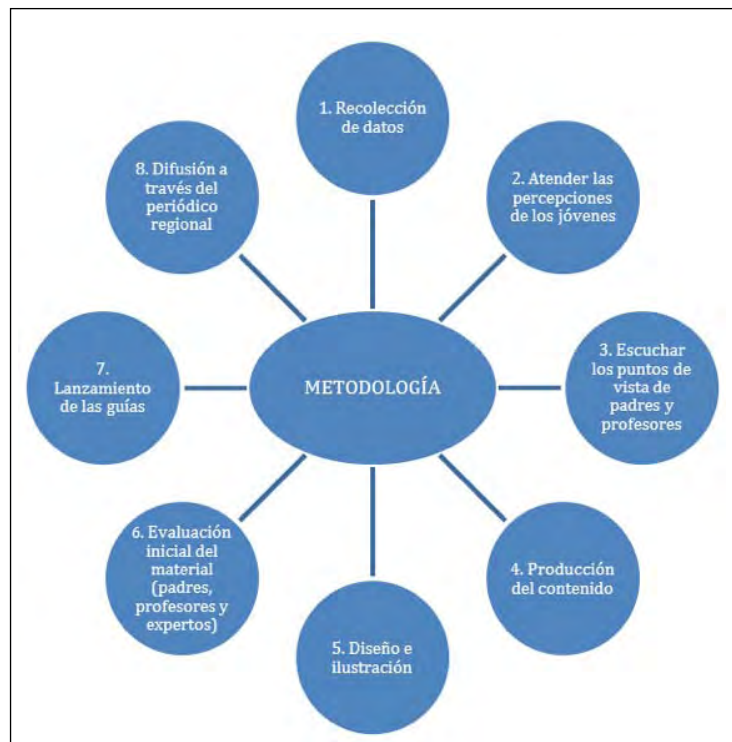 1. Recolección
de datos
2. Atender las
percepciones
de los jóvenes
3. Escuchar
los puntos de
vista de
padres y
profesores
4. Producción
del contenido
5. Diseño e
ilustración
6. Evaluación
inicial del
material
(padres,
profesores y
expertos)
7.
Lanzamiento
de las guías
8. Difusión a
través del
periódico
regional
METODOLOGÍA